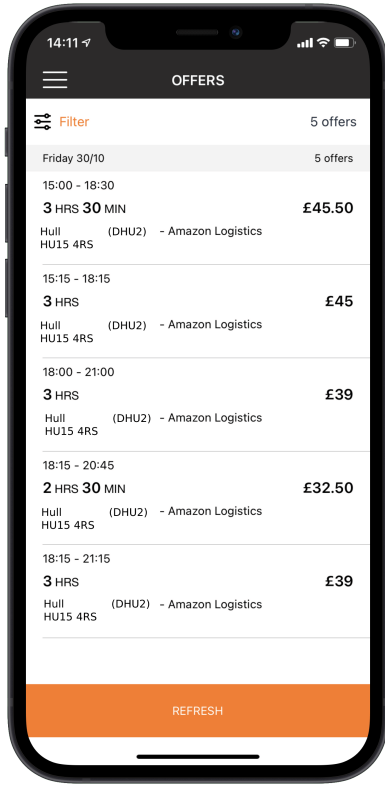 14:11
OFFERS
Filter 5 offers
Friday 30/10 5 offers
15:00 - 18:30
3 HRS 30 MIN £45.50
Hull (DHU2) - Amazon Logistics
HU15 4RS
15:15 - 18:15
3 HRS £45
Hull (DHU2) - Amazon Logistics
HU15 4RS
18:00 - 21:00
3 HRS £39
Hull (DHU2) - Amazon Logistics
HU15 4RS
18:15 - 20:45
2 HRS 30 MIN £32.50
Hull (DHU2) - Amazon Logistics
HU15 4RS
18:15 - 21:15
3 HRS £39
Hull (DHU2) - Amazon Logistics
HU15 4RS
REFRESH